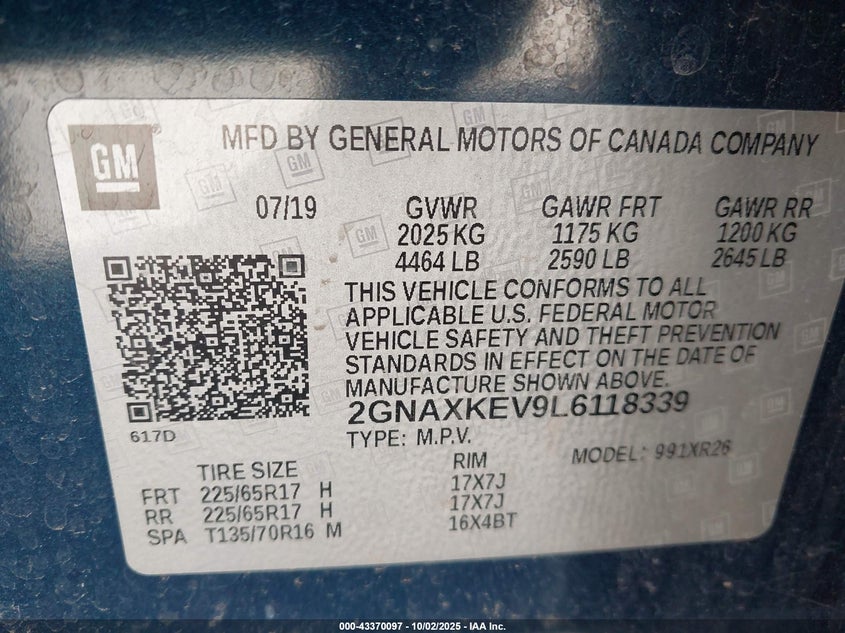 GM
MFD BY GENERAL MOTORS OF CANADA COMPANY
07/19 GVWR GAWR FRT GAWR RR
2025 KG 1175 KG 1200 KG
4464 LB 2590 LB 2645 LB
THIS VEHICLE CONFORMS TO ALL
APPLICABLE U.S. FEDERAL MOTOR
VEHICLE SAFETY AND THEFT PREVENTION
STANDARDS IN EFFECT ON THE DATE OF
MANUFACTURE SHOWN ABOVE.
2GNAXKEV9L6118339
617D
TYPE: M.P.V. MODEL: 991XR26
TIRE SIZE RIM
FRT 225/65R17 H 17X7J
RR 225/65R17 H 17X7J
SPA T135/70R16 M 16X4BT
000-43370097 - 10/02/2025 - IAA Inc.